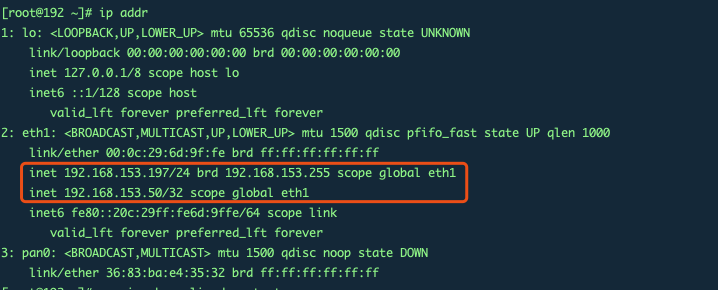 [root@192 ~]# ip addr
1: lo: <LOOPBACK,UP,LOWER_UP> mtu 65536 qdisc noqueue state UNKNOWN
link/loopback 00:00:00:00:00:00 brd 00:00:00:00:00:00
inet 127.0.0.1/8 scope host lo
inet6 ::1/128 scope host
valid_lft forever preferred_lft forever
2: eth1: <BROADCAST,MULTICAST,UP,LOWER_UP> mtu 1500 qdisc pfifo_fast state UP qlen 1000
link/ether 00:0c:29:6d:9f:fe brd ff:ff:ff:ff:ff:ff
inet 192.168.153.197/24 brd 192.168.153.255 scope global eth1
inet 192.168.153.50/32 scope global eth1
inet6 fe80::20c:29ff:fe6d:9ffe/64 scope link
valid_lft forever preferred_lft forever
3: pan0: <BROADCAST,MULTICAST> mtu 1500 qdisc noop state DOWN
link/ether 36:83:ba:e4:35:32 brd ff:ff:ff:ff:ff:ff